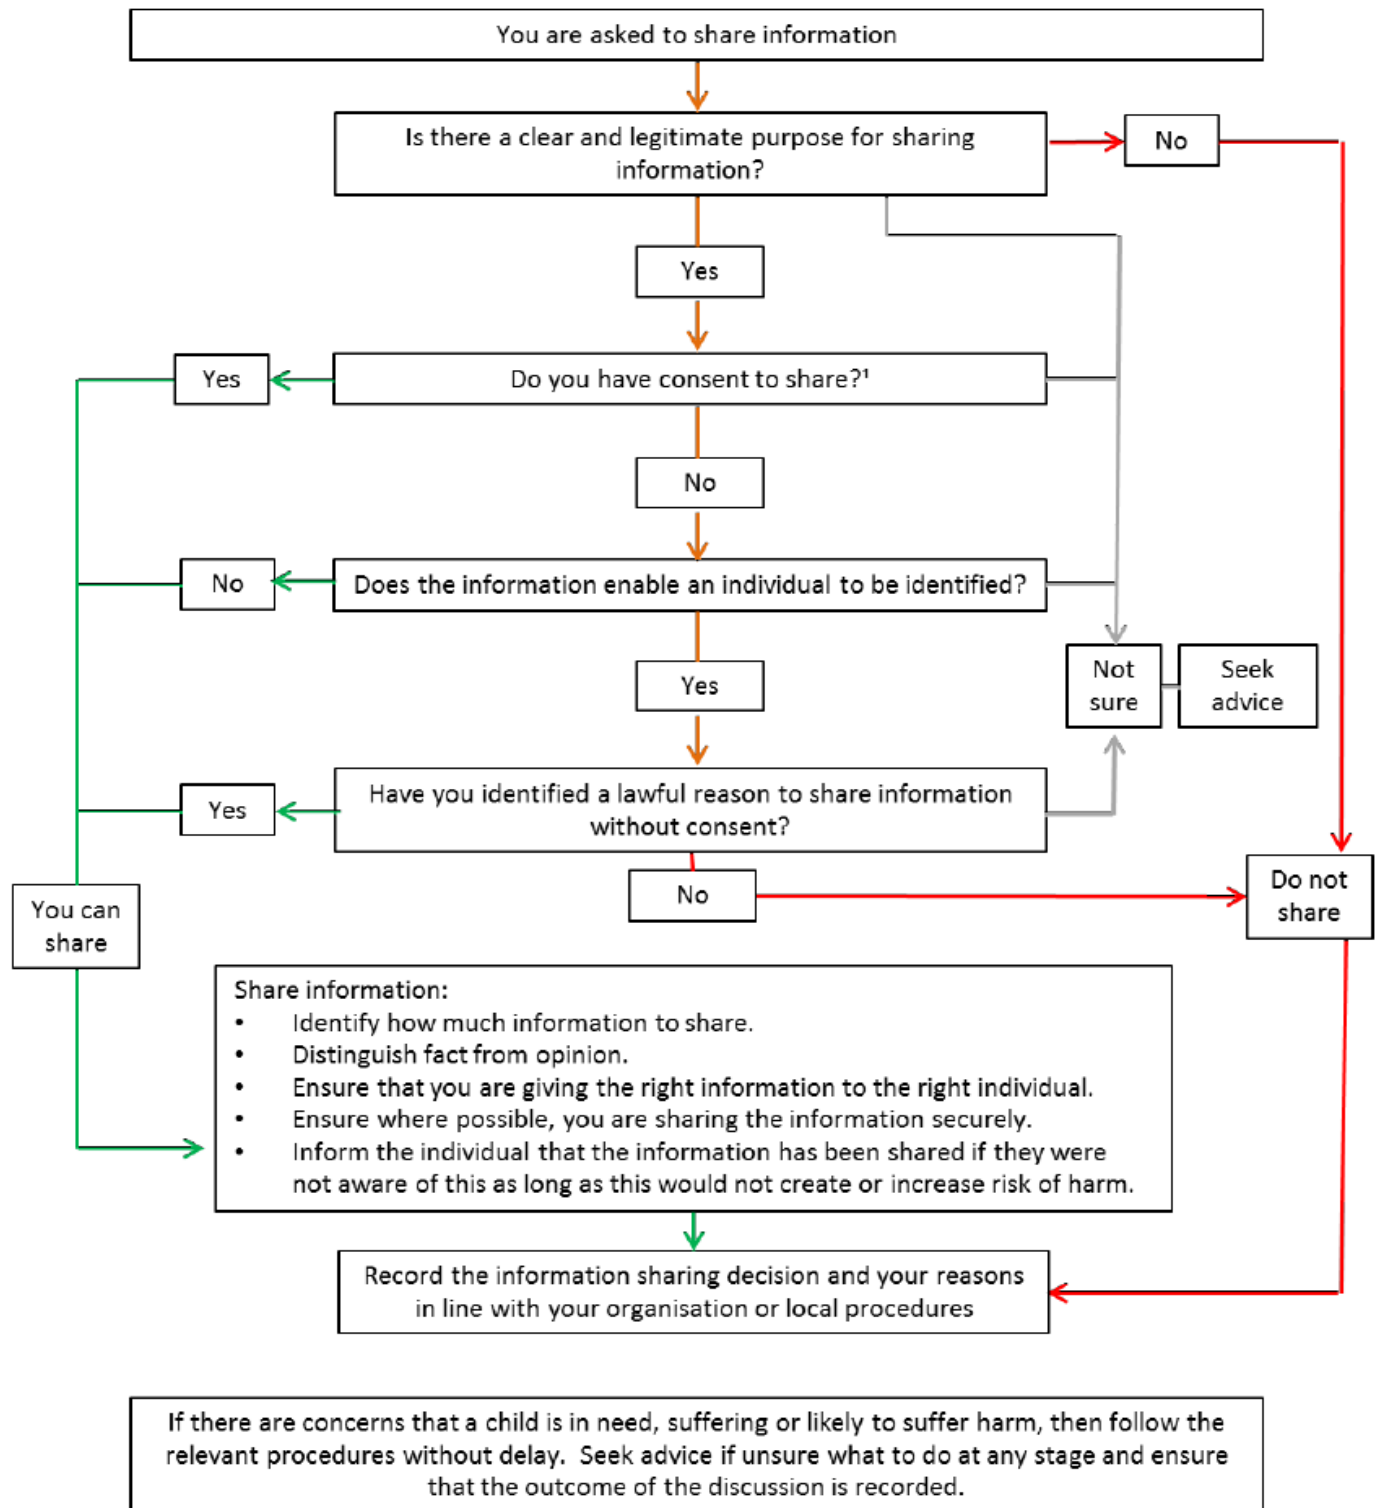 You are asked to share information
Is there a clear and legitimate purpose for sharing
information?
No
Yes
Yes
Do you have consent to share?¹
No
No
Does the information enable an individual to be identified?
Yes
Not
sure
Seek
advice
Yes
Have you identified a lawful reason to share information
without consent?
No
Do not
share
You can
share
Share information:
• Identify how much information to share.
• Distinguish fact from opinion.
• Ensure that you are giving the right information to the right individual.
• Ensure where possible, you are sharing the information securely.
• Inform the individual that the information has been shared if they were
not aware of this as long as this would not create or increase risk of harm.
Record the information sharing decision and your reasons
in line with your organisation or local procedures
If there are concerns that a child is in need, suffering or likely to suffer harm, then follow the
relevant procedures without delay.  Seek advice if unsure what to do at any stage and ensure
that the outcome of the discussion is recorded.